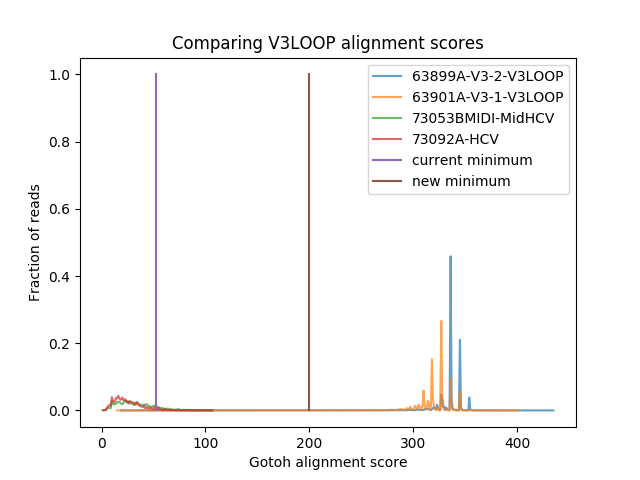 Comparing V3LOOP alignment scores
63899A-V3-2-V3LOOP
63901A-V3-1-V3LOOP
73053BMIDI-MidHCV
73092A-HCV
current minimum
new minimum
Fraction of reads
1.0
0.8
0.6
0.4
0.2
0.0
0 100 200 300 400
Gotoh alignment score